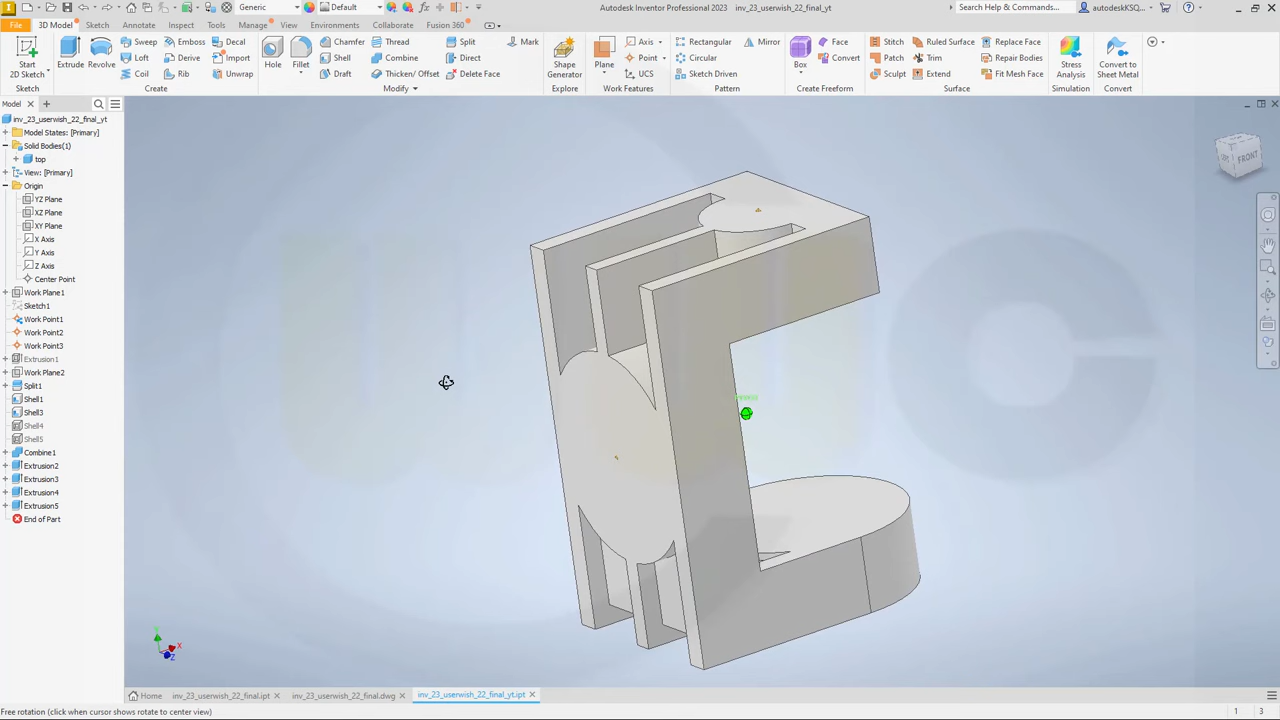 Generic
Default
Autodesk Inventor Professional 2023 inv_23_userwish_22_final_yt
Search Help & Commands...
autodeskKSQ...
File
3D Model
Sketch
Annotate
Inspect
Tools
Manage
View
Environments
Collaborate
Fusion 360
Start
2D Sketch
Extrude
Revolve
Sweep
Loft
Coil
Emboss
Derive
Rib
Decal
Import
Unwrap
Hole
Fillet
Chamfer
Shell
Draft
Thread
Combine
Thicken/ Offset
Split
Direct
Delete Face
Mark
Shape
Generator
Plane
Axis
Point
UCS
Rectangular
Circular
Sketch Driven
Mirror
Box
Face
Convert
Stitch
Patch
Sculpt
Ruled Surface
Trim
Extend
Replace Face
Repair Bodies
Fit Mesh Face
Stress
Analysis
Convert to
Sheet Metal
Sketch
Create
Modify
Explore
Work Features
Pattern
Create Freeform
Surface
Simulation
Convert
Model
inv_23_userwish_22_final_yt
Model States: [Primary]
Solid Bodies(1)
top
View: [Primary]
Origin
YZ Plane
XZ Plane
XY Plane
X Axis
Y Axis
Z Axis
Center Point
Work Plane1
Sketch1
Work Point1
Work Point2
Work Point3
Extrusion1
Work Plane2
Split1
Shell1
Shell3
Shell4
Shell5
Combine1
Extrusion2
Extrusion3
Extrusion4
Extrusion5
End of Part
FRONT
Y
X
Z
Home
inv_23_userwish_22_final.ipt
inv_23_userwish_22_final.dwg
inv_23_userwish_22_final_yt.ipt
Free rotation (click when cursor shows rotate to center view)
1
3